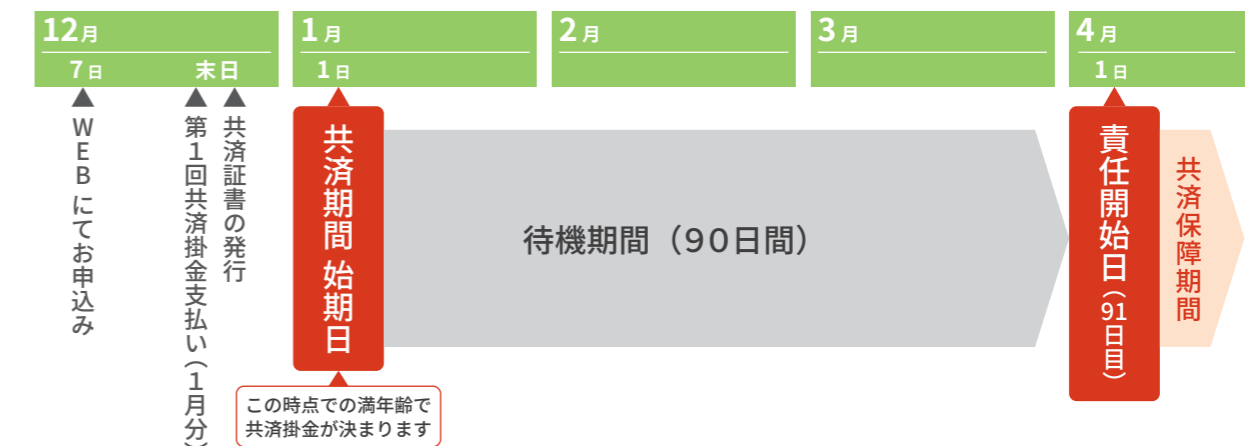 12月
1月
2月
3月
4月
7日
末日
1日
1日
WEBにてお申込み
第1回共済掛金支払い（1月分）
共済証書の発行
共済期間 始期日
待機期間（90日間）
責任開始日（91日目）
共済保障期間
この時点での満年齢で
共済掛金が決まります